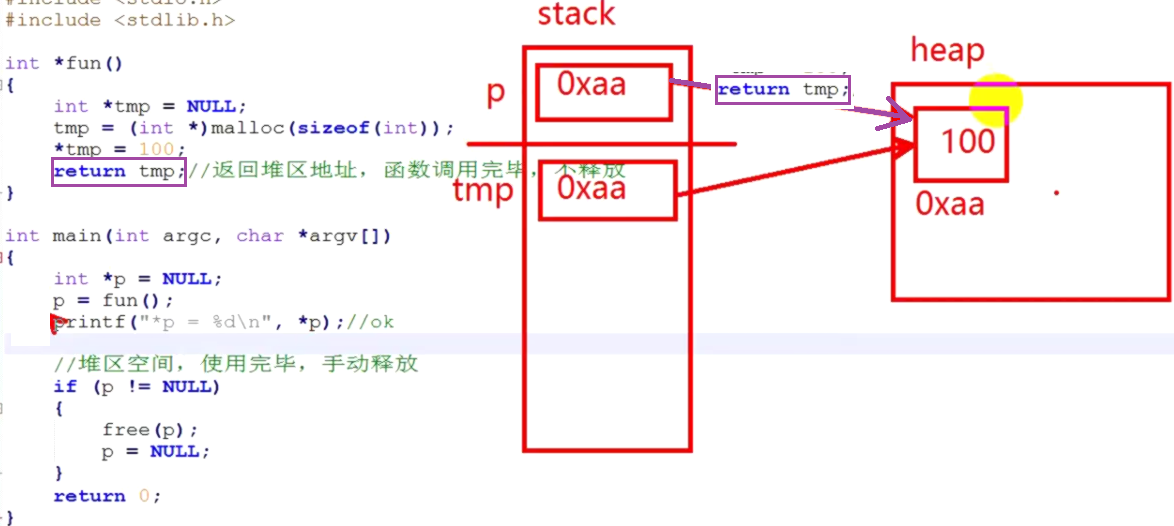 #include <stdlib.h>
int *fun()
{
int *tmp = NULL;
tmp = (int *)malloc(sizeof(int));
*tmp = 100;
return tmp;//返回堆区地址，函数调用完毕，不释放
}
int main(int argc, char *argv[])
{
int *p = NULL;
p = fun();
printf("*p = %d\n", *p);//ok
//堆区空间，使用完毕，手动释放
if (p != NULL)
{
free(p);
p = NULL;
}
return 0;
}
stack
p
0xaa
tmp
0xaa
return tmp;
heap
100
0xaa